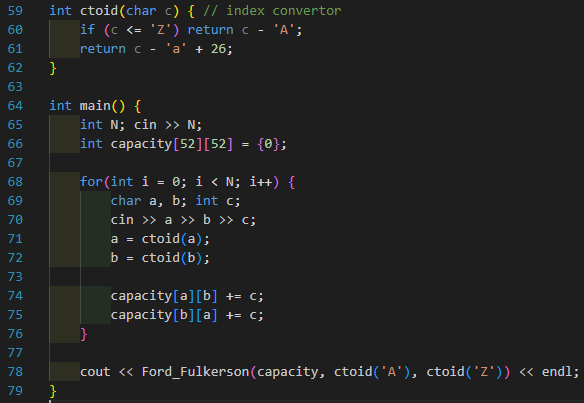 59 int ctoid(char c) { // index convertor
60     if (c <= 'Z') return c - 'A';
61     return c - 'a' + 26;
62 }
63
64 int main() {
65     int N; cin >> N;
66     int capacity[52][52] = {0};
67
68     for(int i = 0; i < N; i++) {
69         char a, b; int c;
70         cin >> a >> b >> c;
71         a = ctoid(a);
72         b = ctoid(b);
73
74         capacity[a][b] += c;
75         capacity[b][a] += c;
76     }
77
78     cout << Ford_Fulkerson(capacity, ctoid('A'), ctoid('Z')) << endl;
79 }